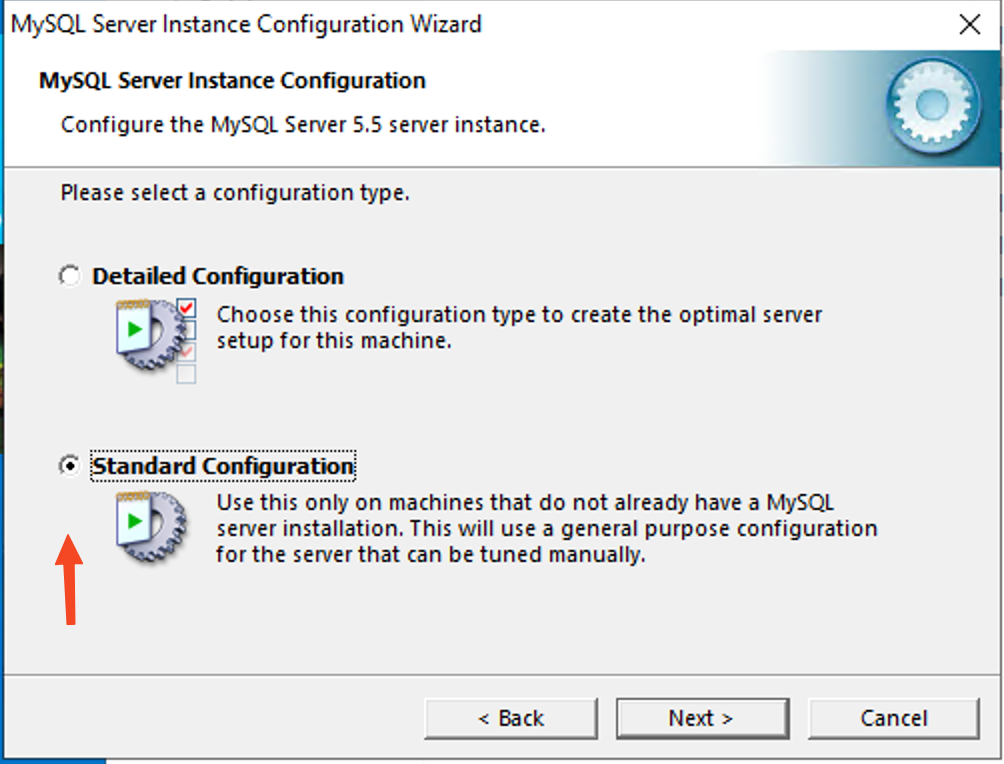 MySQL Server Instance Configuration Wizard
MySQL Server Instance Configuration
Configure the MySQL Server 5.5 server instance.
Please select a configuration type.
Detailed Configuration
Choose this configuration type to create the optimal server
setup for this machine.
Standard Configuration
Use this only on machines that do not already have a MySQL
server installation. This will use a general purpose configuration
for the server that can be tuned manually.
< Back
Next >
Cancel